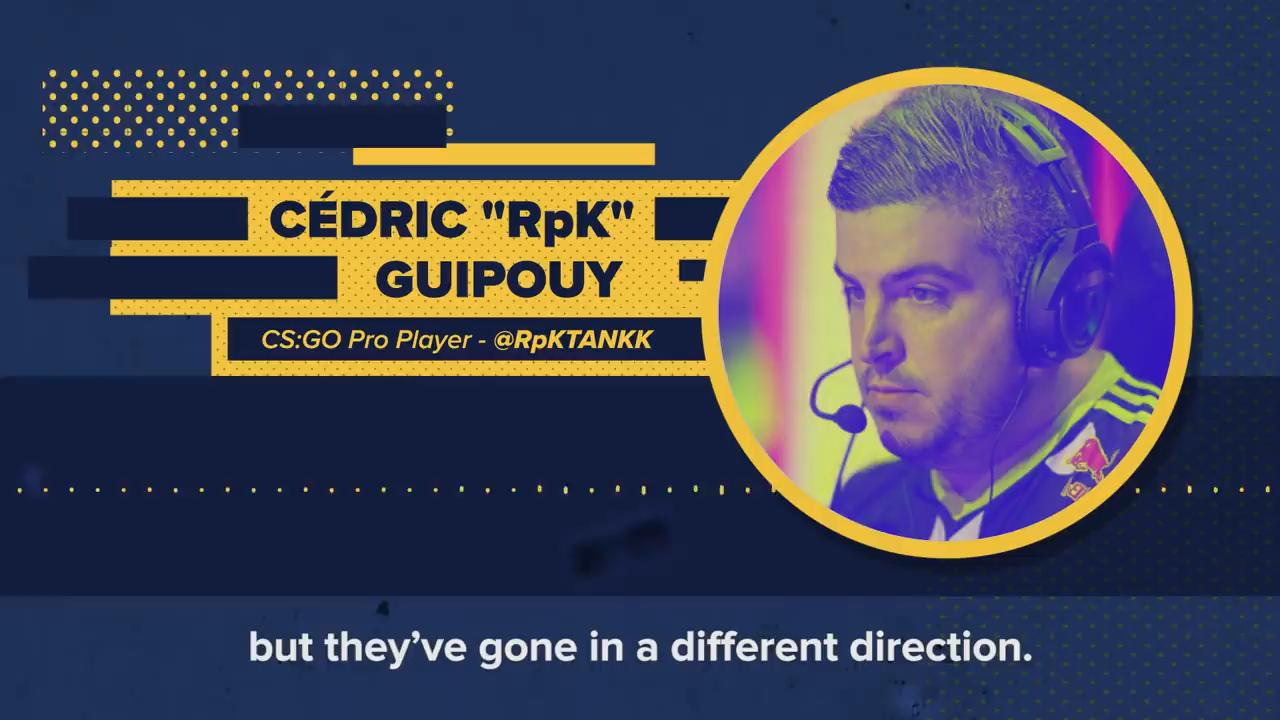 CÉDRIC "RpK"
GUIPOUY
CS:GO Pro Player - @RpKTANKK
but they’ve gone in a different direction.